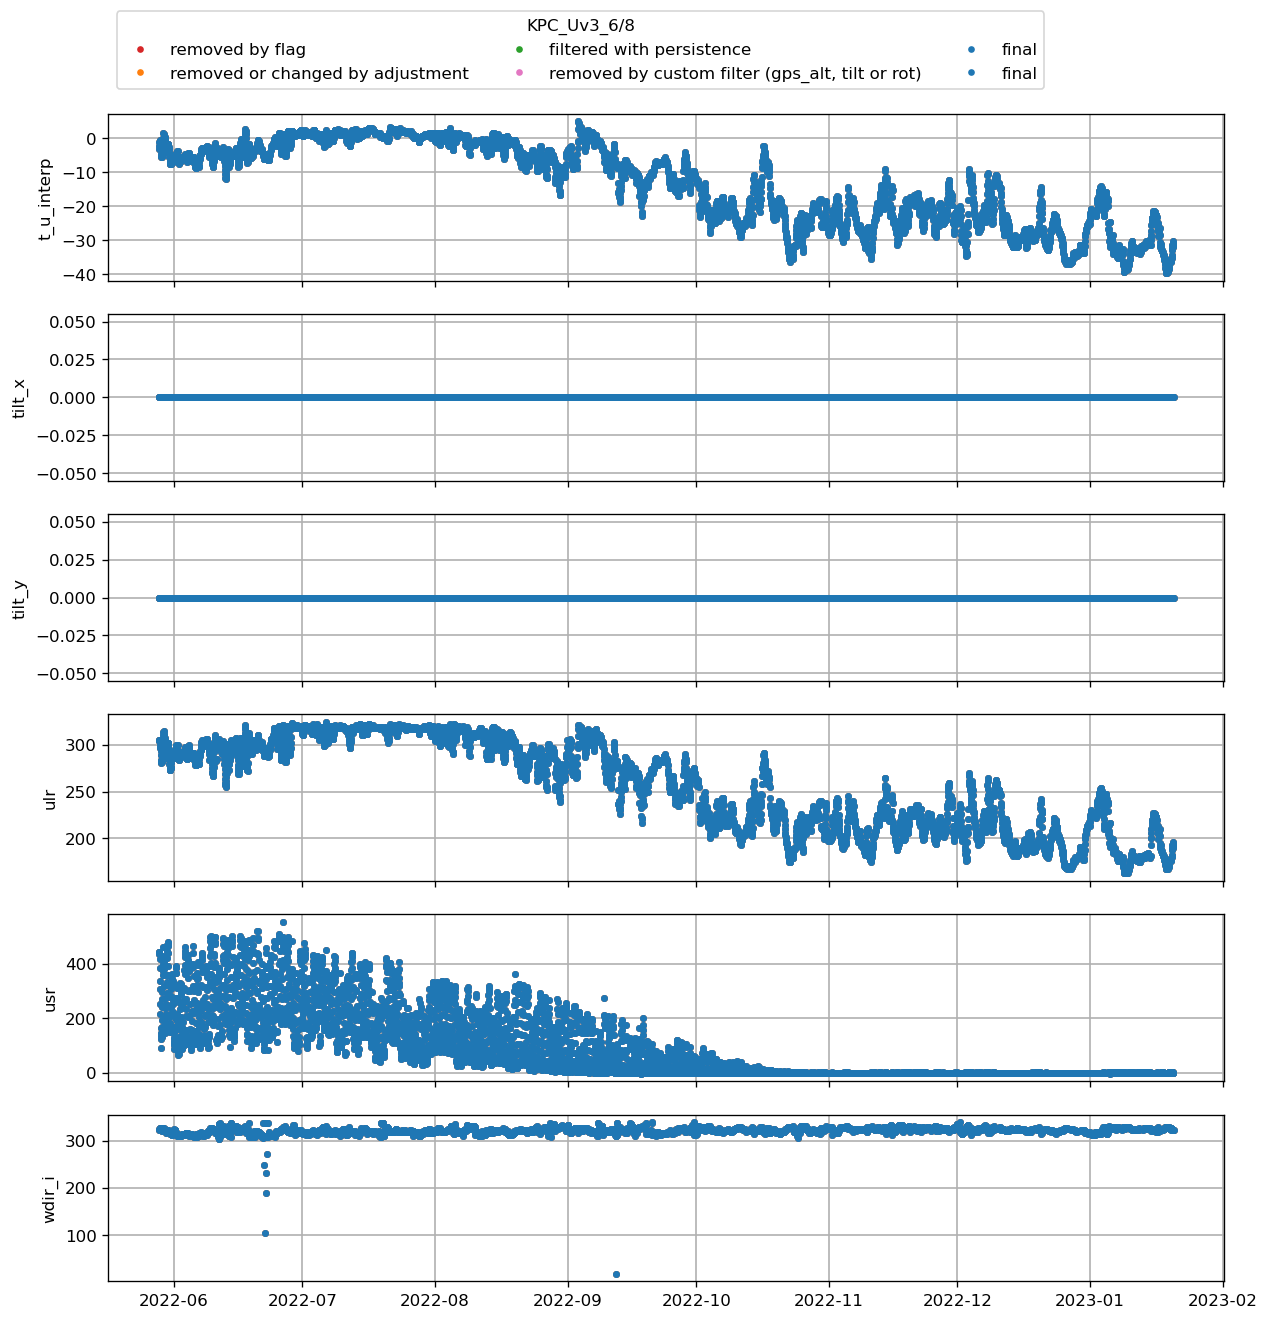 KPC_Uv3_6/8
removed by flag
filtered with persistence
final
removed or changed by adjustment
removed by custom filter (gps_alt, tilt or rot)
final
t_u_interp
0
−10
−20
−30
−40
tilt_x
0.050
0.025
0.000
−0.025
−0.050
tilt_y
0.050
0.025
0.000
−0.025
−0.050
ulr
300
250
200
usr
400
200
0
wdir_i
300
200
100
2022-06
2022-07
2022-08
2022-09
2022-10
2022-11
2022-12
2023-01
2023-02